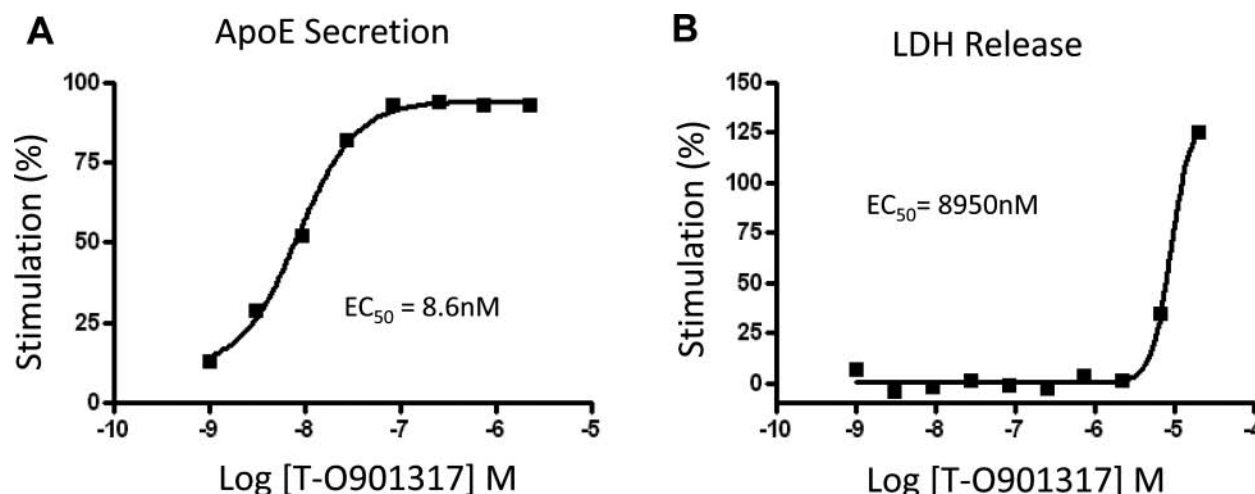 A
ApoE Secretion
Stimulation (%)
100
75
50
25
0
EC₅₀ = 8.6nM
-10
-9
-8
-7
-6
-5
Log [T-O901317] M
B
LDH Release
Stimulation (%)
150
125
100
75
50
25
0
EC₅₀= 8950nM
-10
-9
-8
-7
-6
-5
-4
Log [T-O901317] M